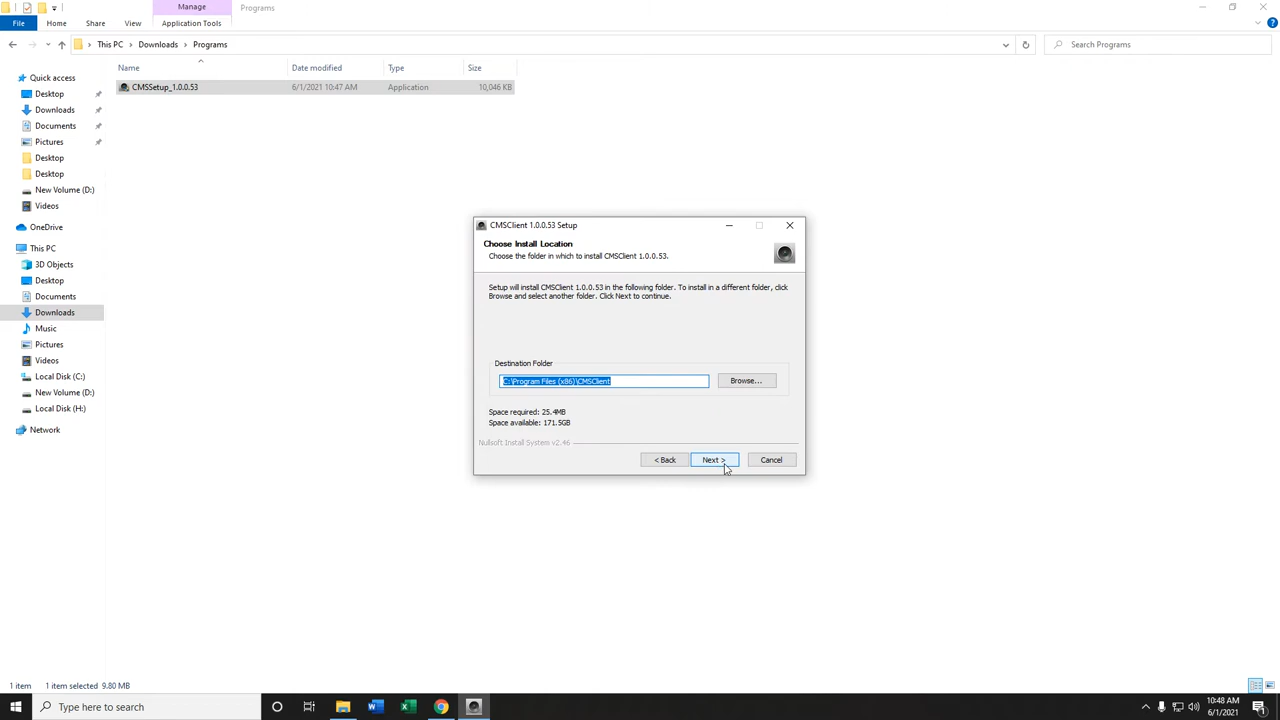 Manage
Programs
File
Home
Share
View
Application Tools
This PC
Downloads
Programs
Search Programs
Name
Date modified
Type
Size
Quick access
CMSSetup_1.0.0.53
6/1/2021 10:47 AM
Application
10,046 KB
Desktop
Downloads
Documents
Pictures
Desktop
Desktop
New Volume (D:)
Videos
OneDrive
This PC
3D Objects
Desktop
Documents
Downloads
Music
Pictures
Videos
Local Disk (C:)
New Volume (D:)
Local Disk (H:)
Network
CMSClient 1.0.0.53 Setup
Choose Install Location
Choose the folder in which to install CMSClient 1.0.0.53.
Setup will install CMSClient 1.0.0.53 in the following folder. To install in a different folder, click
Browse and select another folder. Click Next to continue.
Destination Folder
C:\Program Files (x86)\CMSClient
Browse...
Space required: 25.4MB
Space available: 171.5GB
Nullsoft Install System v2.46
< Back
Next >
Cancel
1 item
1 item selected 9.80 MB
Type here to search
10:48 AM
6/1/2021
1